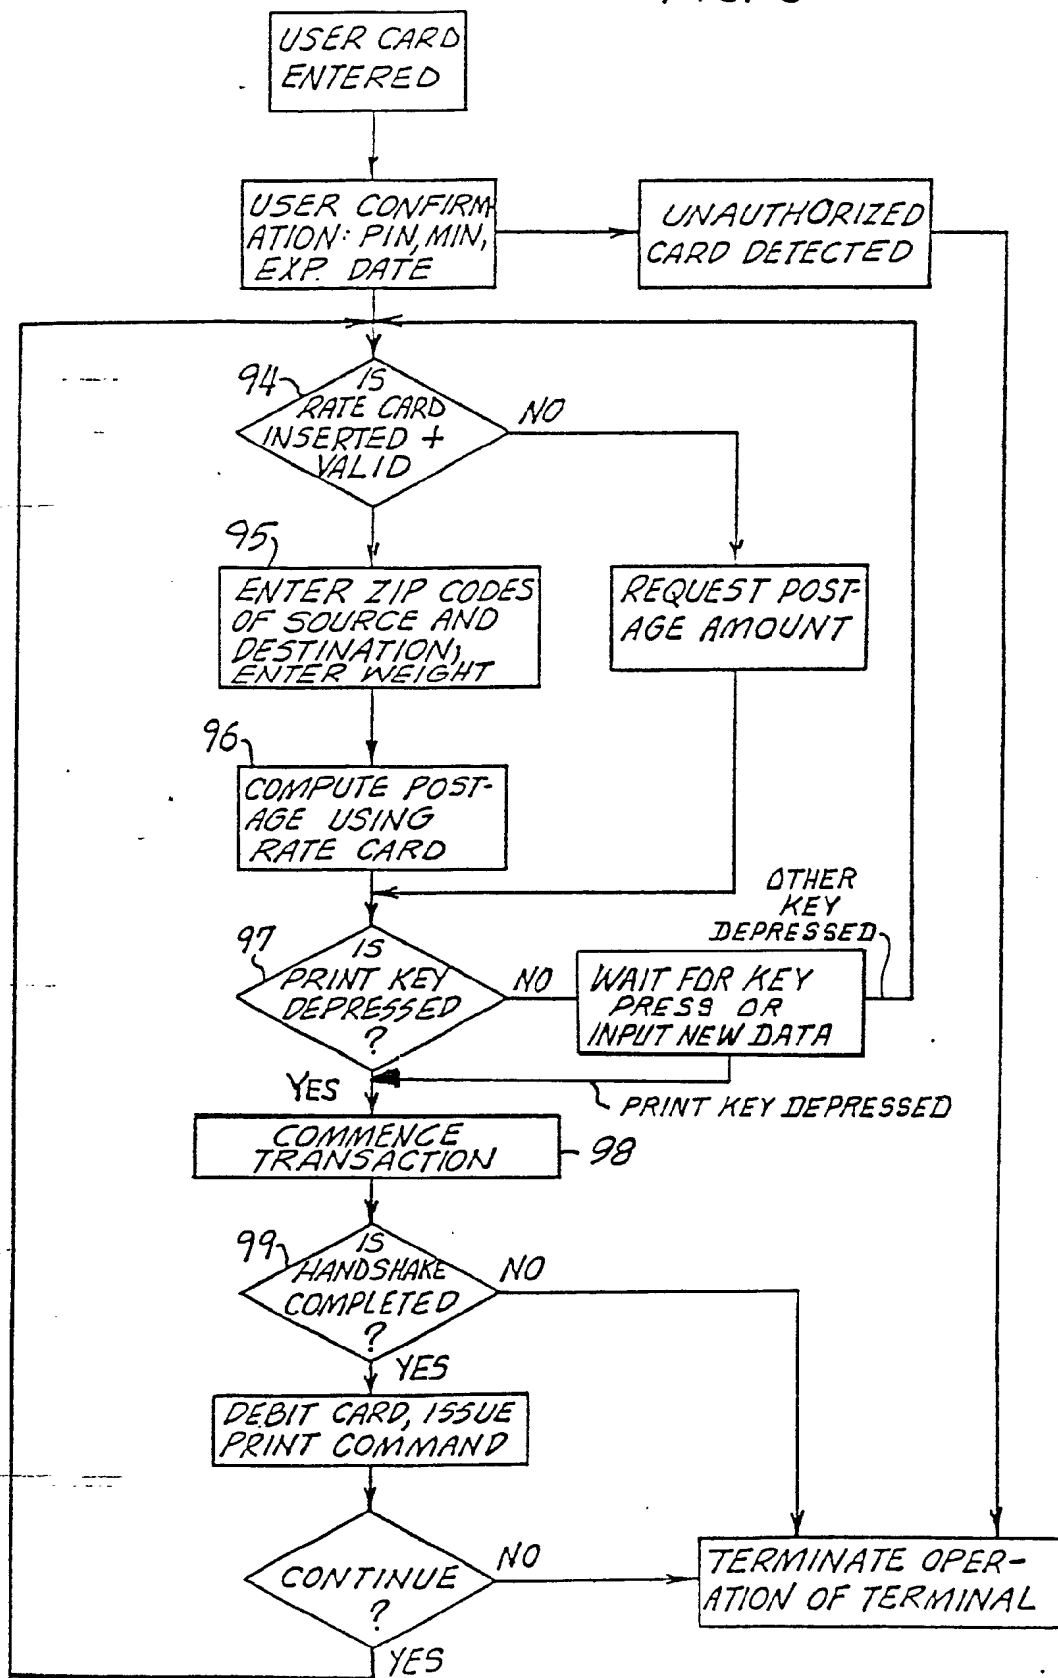 USER CARD
ENTERED
USER CONFIRM-
ATION: PIN, MIN,
EXP. DATE
UNAUTHORIZED
CARD DETECTED
94
IS
RATE CARD
INSERTED +
VALID
NO
95
ENTER ZIP CODES
OF SOURCE AND
DESTINATION;
ENTER WEIGHT
REQUEST POST-
AGE AMOUNT
96
COMPUTE POST-
AGE USING
RATE CARD
OTHER
KEY
DEPRESSED
97
IS
PRINT KEY
DEPRESSED
?
NO
WAIT FOR KEY
PRESS OR
INPUT NEW DATA
YES
PRINT KEY DEPRESSED
COMMENCE
TRANSACTION
98
99
IS
HANDSHAKE
COMPLETED
?
NO
YES
DEBIT CARD, ISSUE
PRINT COMMAND
CONTINUE
?
NO
TERMINATE OPER-
ATION OF TERMINAL
YES